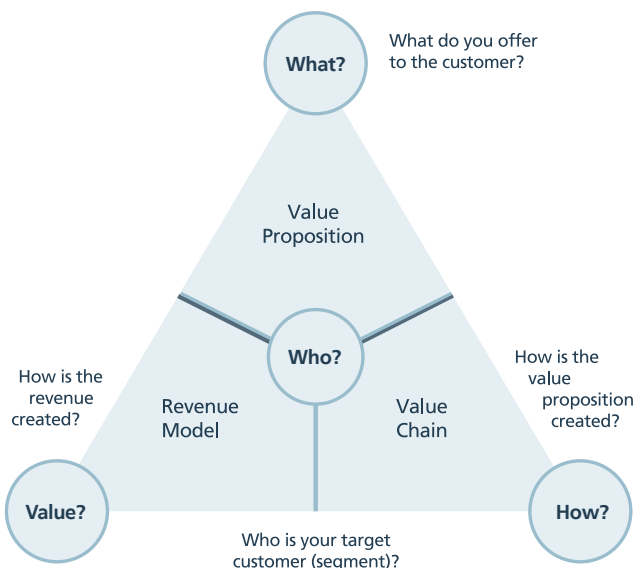 What?
What do you offer
to the customer?
Value
Proposition
Who?
How is the
revenue
created?
Revenue
Model
Value
Chain
How is the
value
proposition
created?
Value?
How?
Who is your target
customer (segment)?